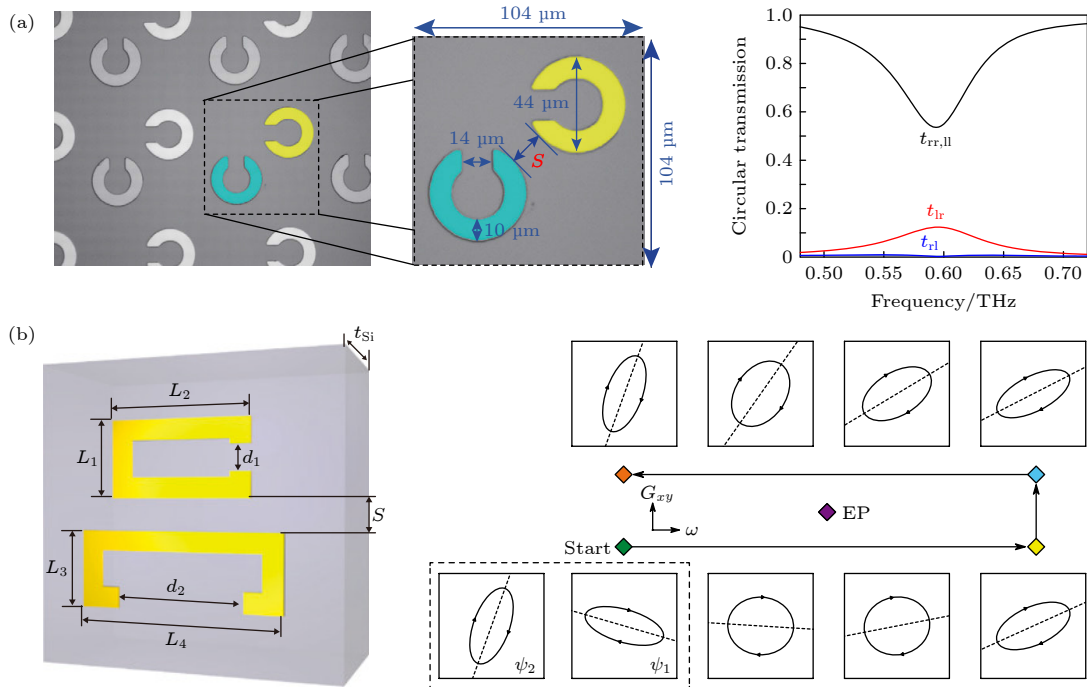 (a)
104 µm
44 µm
14 µm
S
10 µm
104 µm
Circular transmission
1.0
0.8
0.6
0.4
0.2
0
t_rr,ll
t_lr
t_rl
0.50 0.55 0.60 0.65 0.70
Frequency/THz
(b)
t_Si
L_2
L_1
d_1
S
L_3
d_2
L_4
G_xy
ω
EP
Start
ψ_2
ψ_1